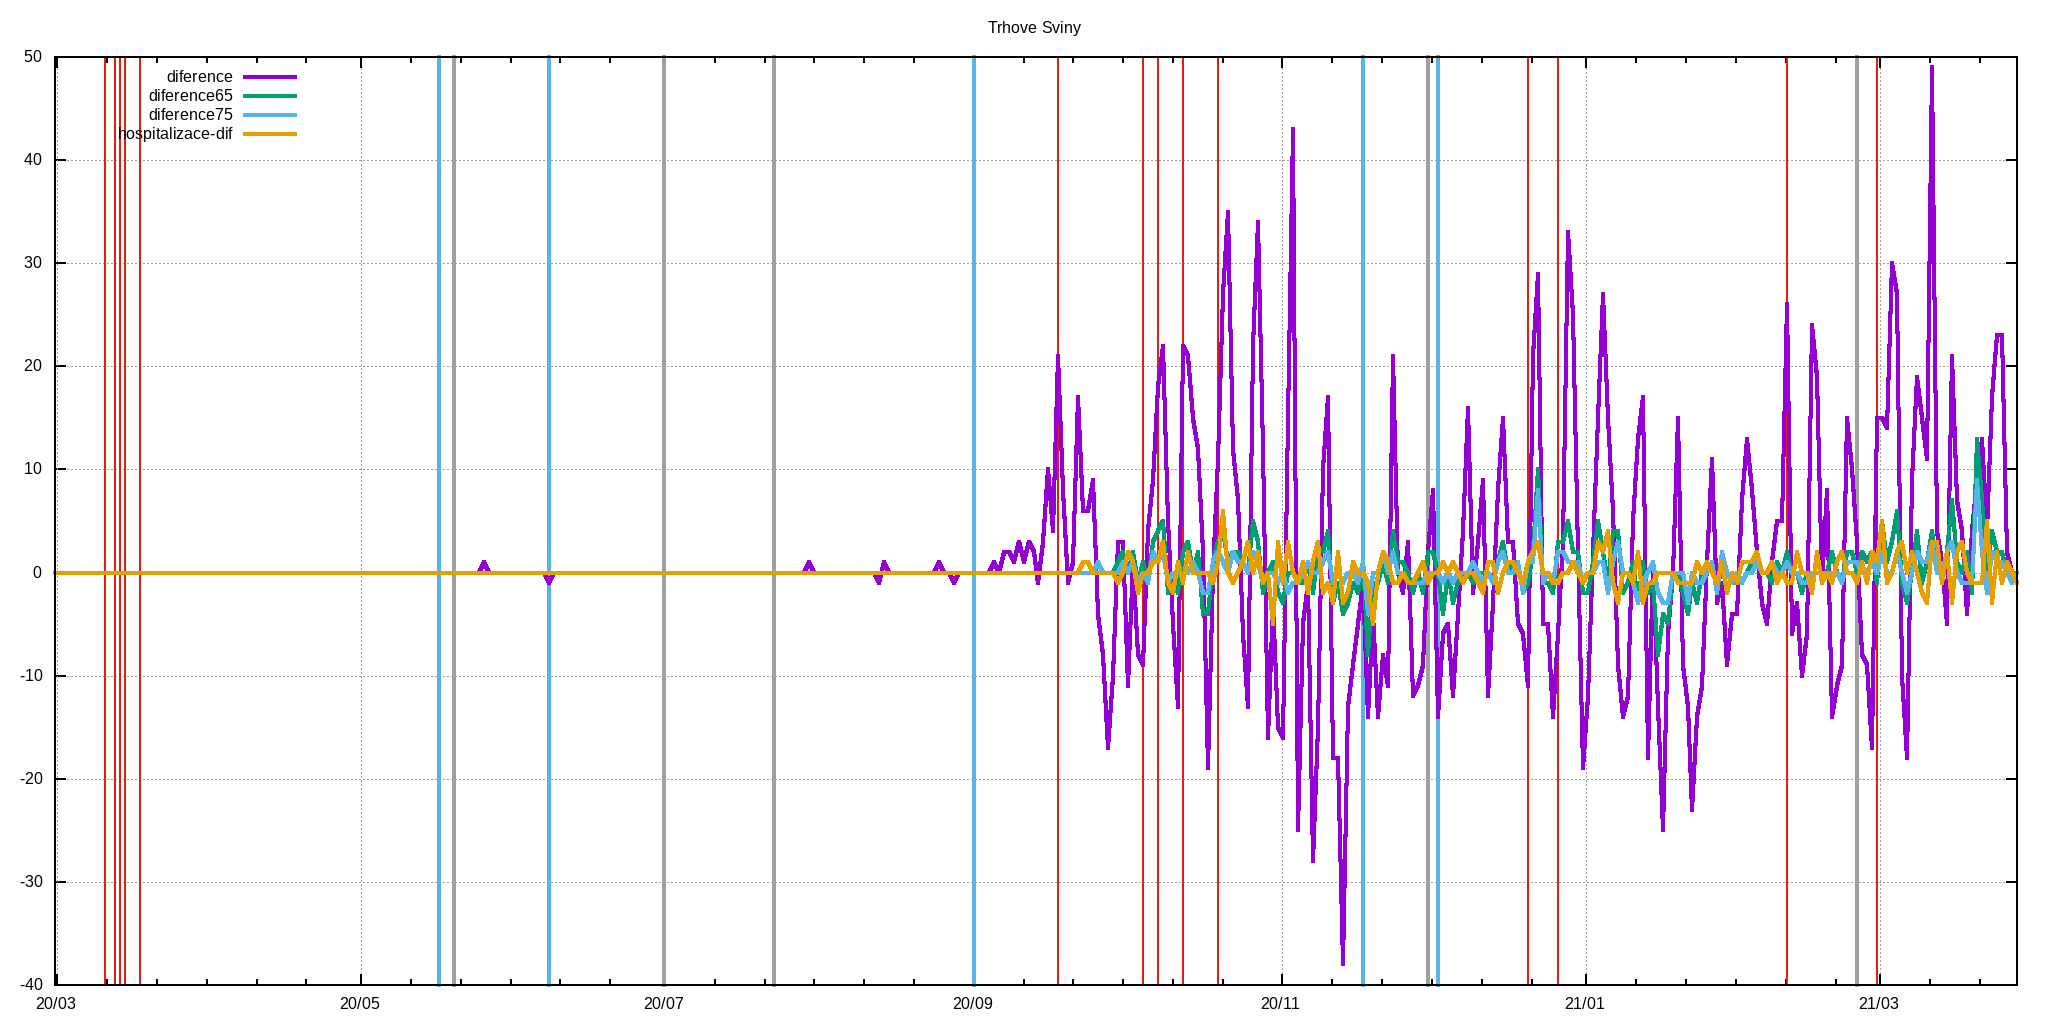 Trhove Sviny
50
diference
diference65
diference75
hospitalizace-dif
40
30
20
10
0
-10
-20
-30
-40
20/03 20/05 20/07 20/09 20/11 21/01 21/03